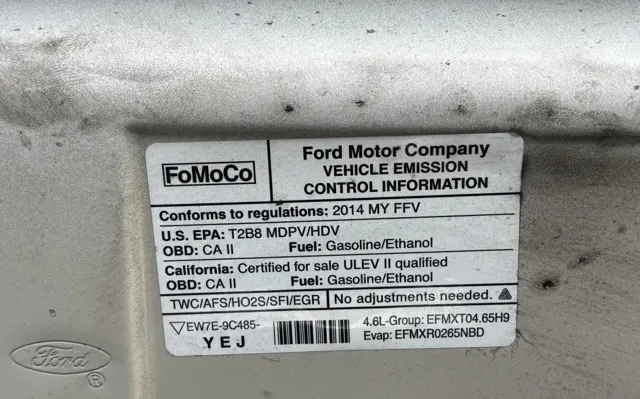 FoMoCo
Ford Motor Company
VEHICLE EMISSION
CONTROL INFORMATION
Conforms to regulations: 2014 MY FFV
U.S. EPA: T2B8 MDPV/HDV
OBD: CA II Fuel: Gasoline/Ethanol
California: Certified for sale ULEV II qualified
OBD: CA II Fuel: Gasoline/Ethanol
TWC/AFS/HO2S/SFI/EGR No adjustments needed.
EW7E-9C485-
YEJ
4.6L-Group: EFMXT04.65H9
Evap: EFMXR0265NBD
Ford
®